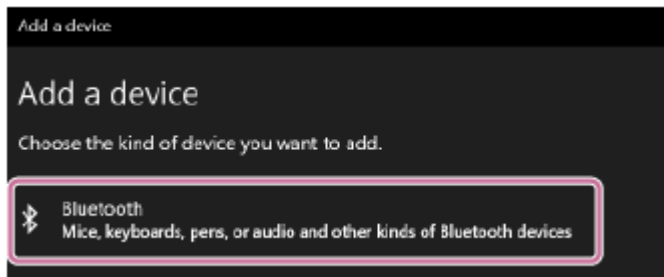 Add a device
Add a device
Choose the kind of device you want to add.
Bluetooth
Mice, keyboards, pens, or audio and other kinds of Bluetooth devices